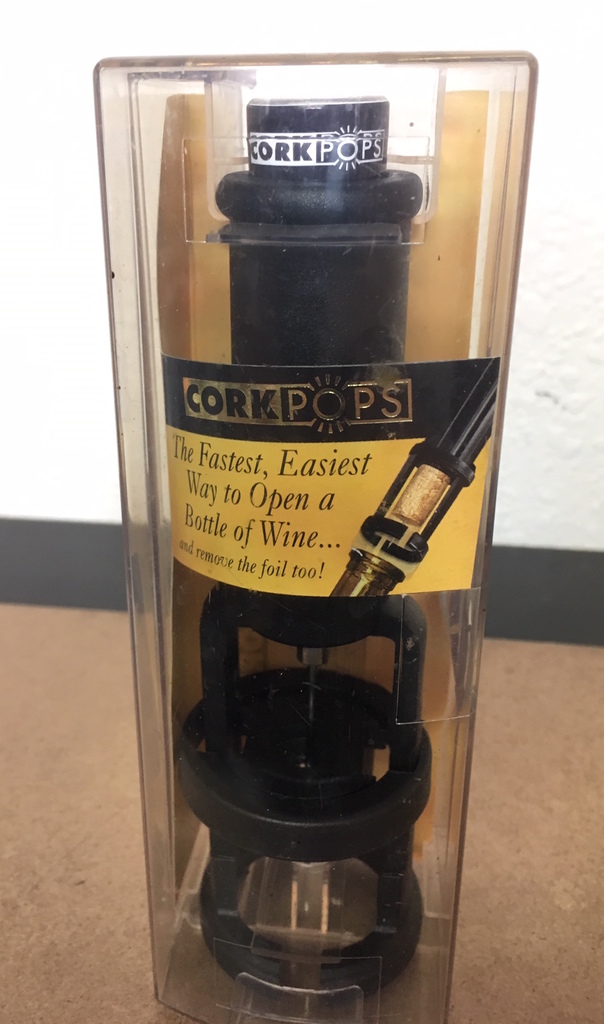 CORKPOPS
CORKPOPS
The Fastest, Easiest
Way to Open a
Bottle of Wine...
and remove the foil too!